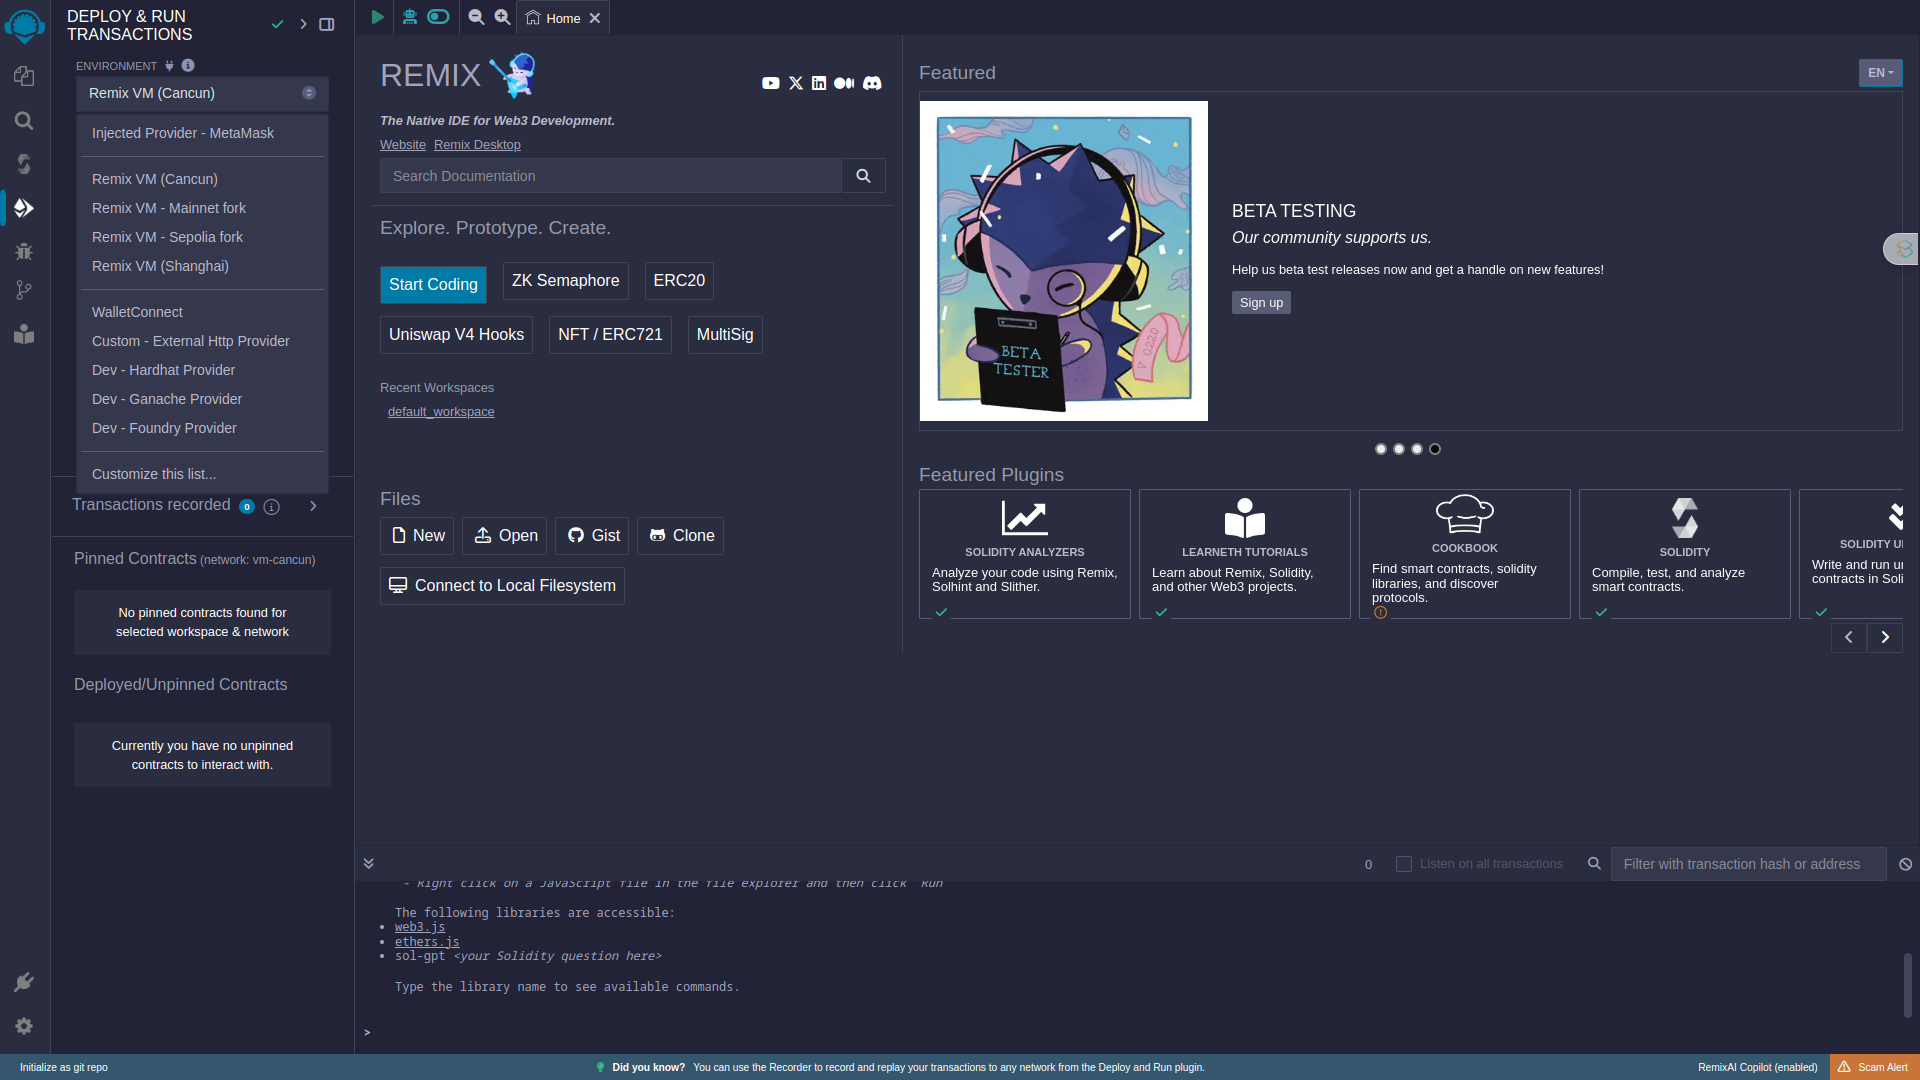 DEPLOY & RUN
TRANSACTIONS
ENVIRONMENT
Remix VM (Cancun)
Injected Provider - MetaMask
Remix VM (Cancun)
Remix VM - Mainnet fork
Remix VM - Sepolia fork
Remix VM (Shanghai)
WalletConnect
Custom - External Http Provider
Dev - Hardhat Provider
Dev - Ganache Provider
Dev - Foundry Provider
Customize this list...
Transactions recorded 0
Pinned Contracts (network: vm-cancun)
No pinned contracts found for
selected workspace & network
Deployed/Unpinned Contracts
Currently you have no unpinned
contracts to interact with.
Home
REMIX
The Native IDE for Web3 Development.
Website Remix Desktop
Search Documentation
Explore. Prototype. Create.
Start Coding ZK Semaphore ERC20
Uniswap V4 Hooks NFT / ERC721 MultiSig
Recent Workspaces
default_workspace
Files
New Open Gist Clone
Connect to Local Filesystem
Featured
EN
BETA
TESTER
V 0220
BETA TESTING
Our community supports us.
Help us beta test releases now and get a handle on new features!
Sign up
Featured Plugins
SOLIDITY ANALYZERS
Analyze your code using Remix,
Solhint and Slither.
LEARNETH TUTORIALS
Learn about Remix, Solidity,
and other Web3 projects.
COOKBOOK
Find smart contracts, solidity
libraries, and discover
protocols.
SOLIDITY
Compile, test, and analyze
smart contracts.
SOLIDITY U
Write and run u
contracts in Soli
0 Listen on all transactions Filter with transaction hash or address
- Right click on a JavaScript file in the file explorer and then click `Run`
The following libraries are accessible:
• web3.js
• ethers.js
• sol-gpt <your Solidity question here>
Type the library name to see available commands.
>
Initialize as git repo
Did you know? You can use the Recorder to record and replay your transactions to any network from the Deploy and Run plugin.
RemixAI Copilot (enabled)
Scam Alert